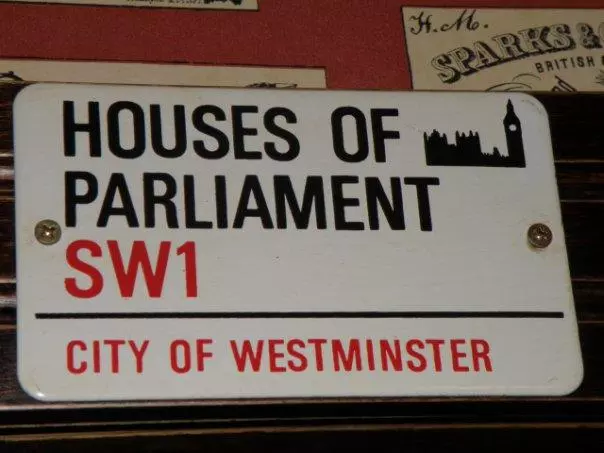 H. M.
SPARKS &
BRITISH
HOUSES OF
PARLIAMENT
SW1
CITY OF WESTMINSTER